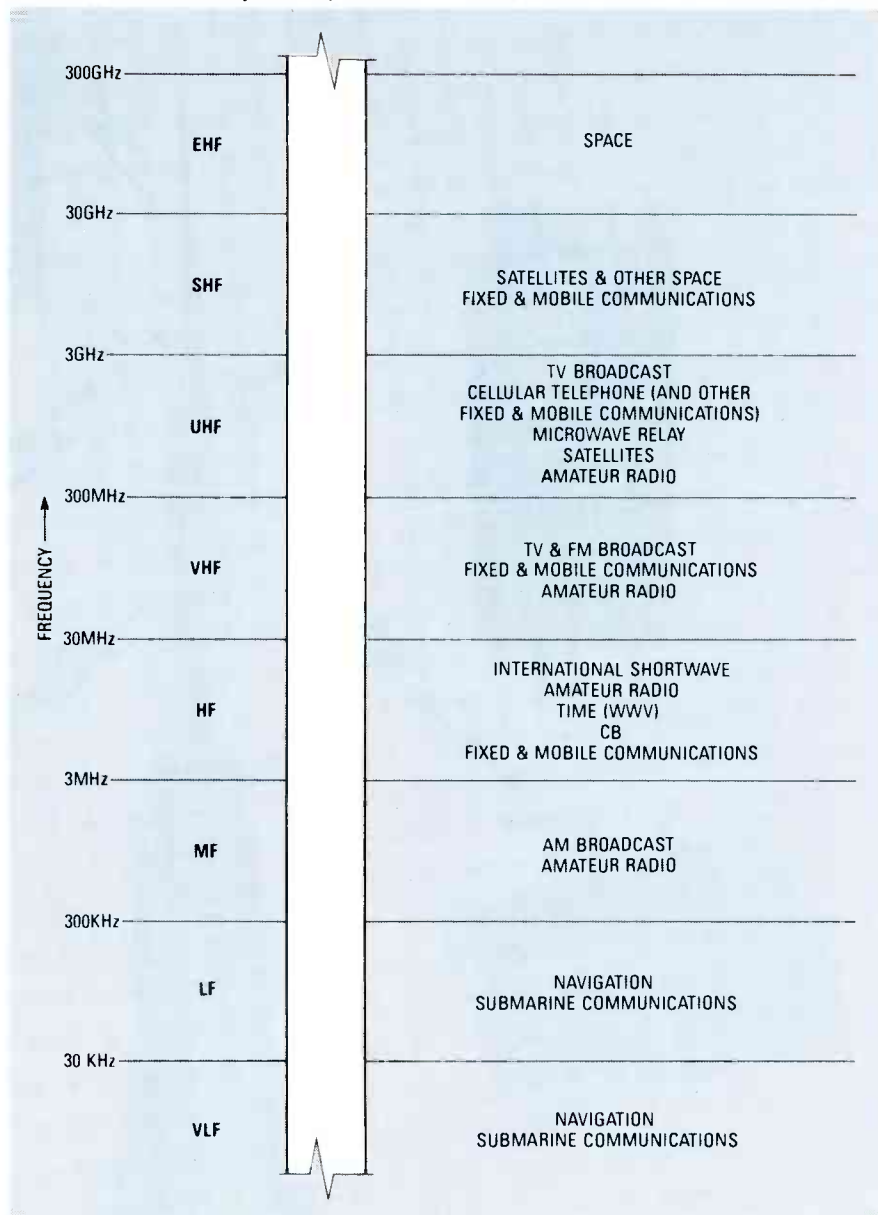 300GHz
EHF
SPACE
30GHz
SHF
SATELLITES & OTHER SPACE
FIXED & MOBILE COMMUNICATIONS
3GHz
UHF
TV BROADCAST
CELLULAR TELEPHONE (AND OTHER
FIXED & MOBILE COMMUNICATIONS)
MICROWAVE RELAY
SATELLITES
AMATEUR RADIO
300MHz
FREQUENCY
VHF
TV & FM BROADCAST
FIXED & MOBILE COMMUNICATIONS
AMATEUR RADIO
30MHz
HF
INTERNATIONAL SHORTWAVE
AMATEUR RADIO
TIME (WWV)
CB
FIXED & MOBILE COMMUNICATIONS
3MHz
MF
AM BROADCAST
AMATEUR RADIO
300KHz
LF
NAVIGATION
SUBMARINE COMMUNICATIONS
30 KHz
VLF
NAVIGATION
SUBMARINE COMMUNICATIONS